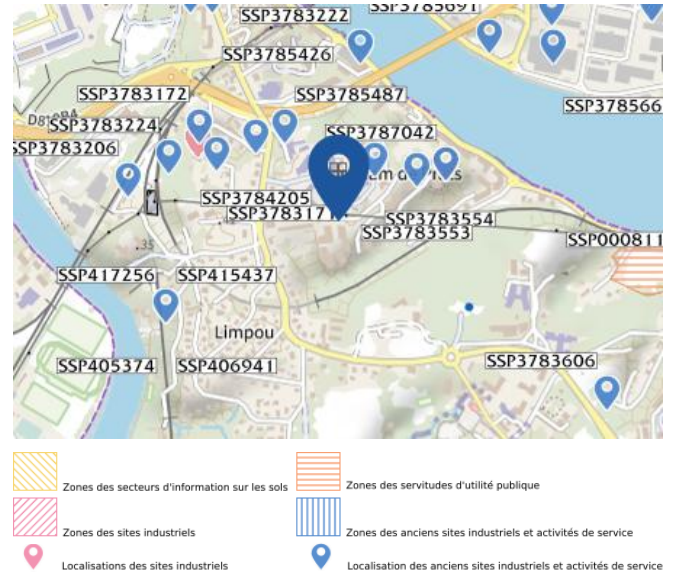 SSP3783222
SSP3785691
SSP3785426
SSP3783172
SSP3785487
SSP378566
SSP3783224
SSP3787042
SSP3783206
SSP3784205
SSP3783171
SSP3783554
SSP3783553
SSP000811
.35
SSP417256
SSP415437
Limpou
SSP405374
SSP406941
SSP3783606
Zones des secteurs d'information sur les sols
Zones des servitudes d'utilité publique
Zones des sites industriels
Zones des anciens sites industriels et activités de service
Localisations des sites industriels
Localisation des anciens sites industriels et activités de service